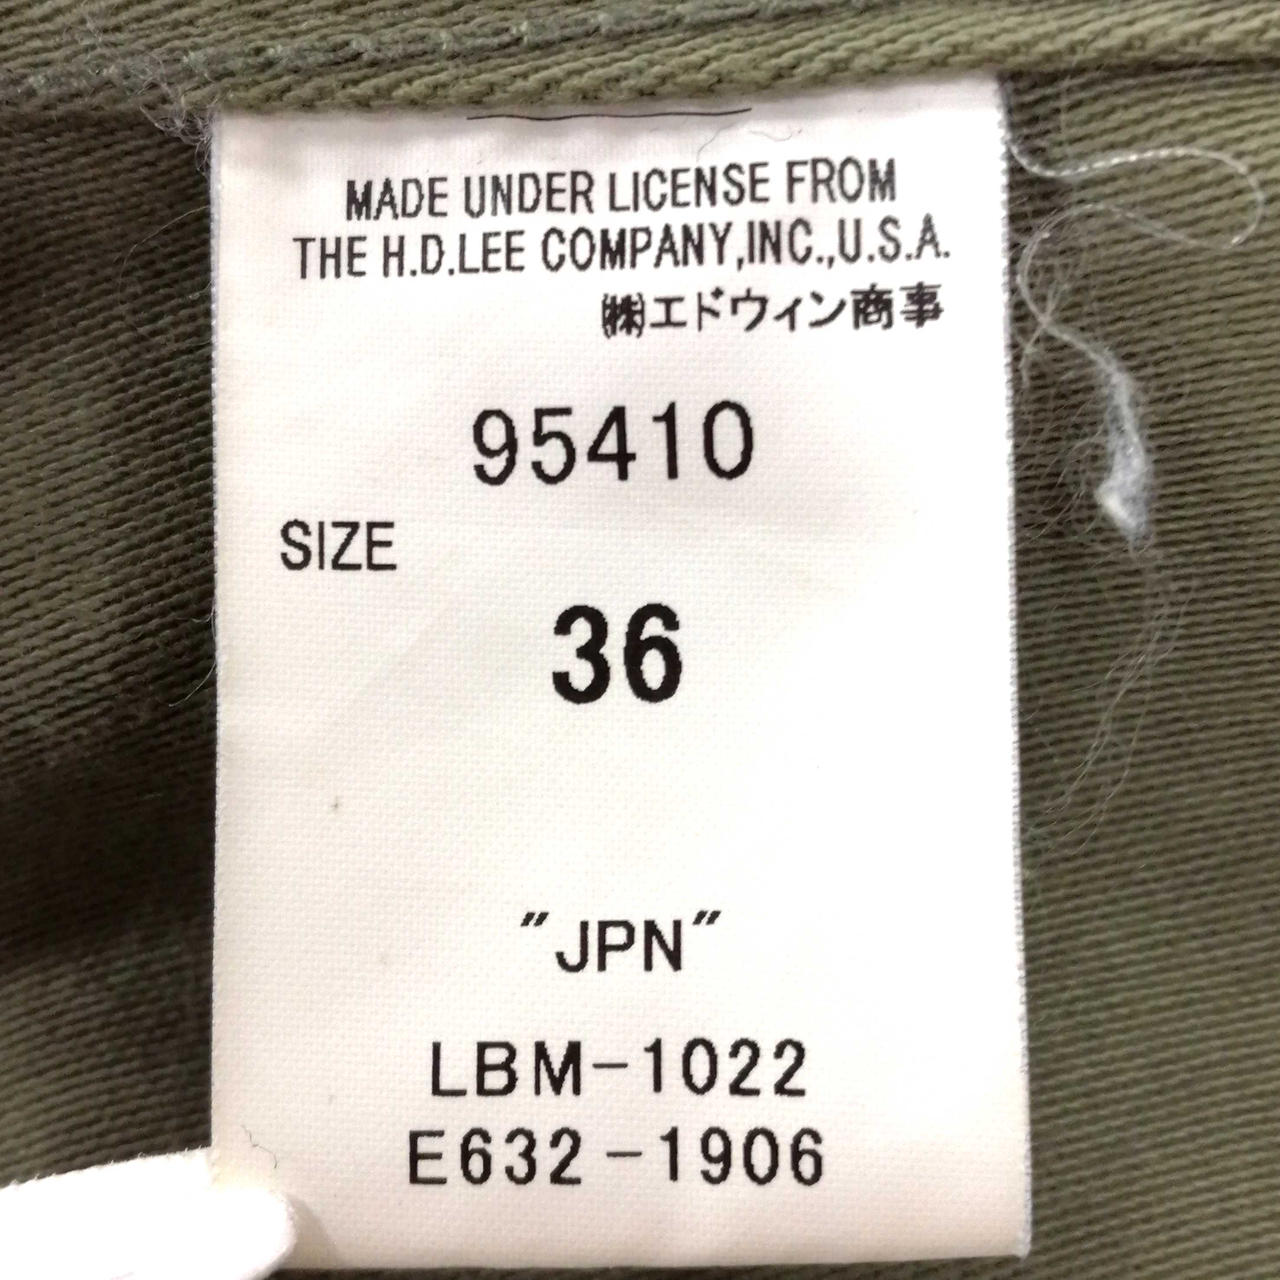 MADE UNDER LICENSE FROM
THE H.D.LEE COMPANY,INC.,U.S.A.
㈱エドウィン商事
95410
SIZE
36
"JPN"
LBM-1022
E632-1906